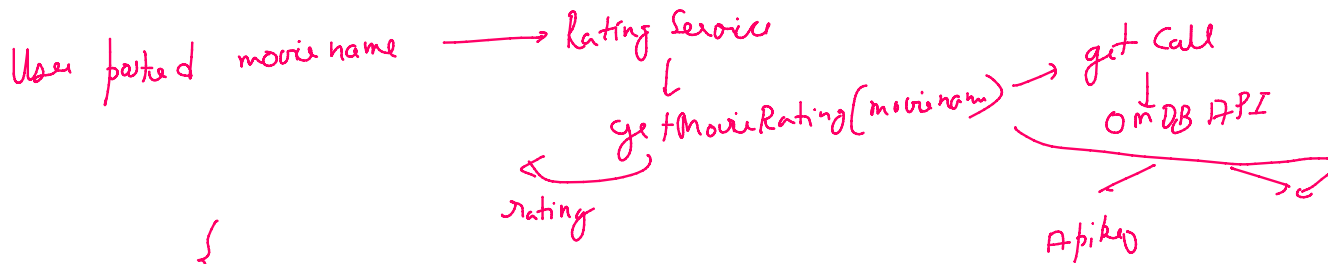 User posted movie name → Rating Service
get Call
↓
OMDB API
getMovieRating(moviename) →
rating
Apikey
{